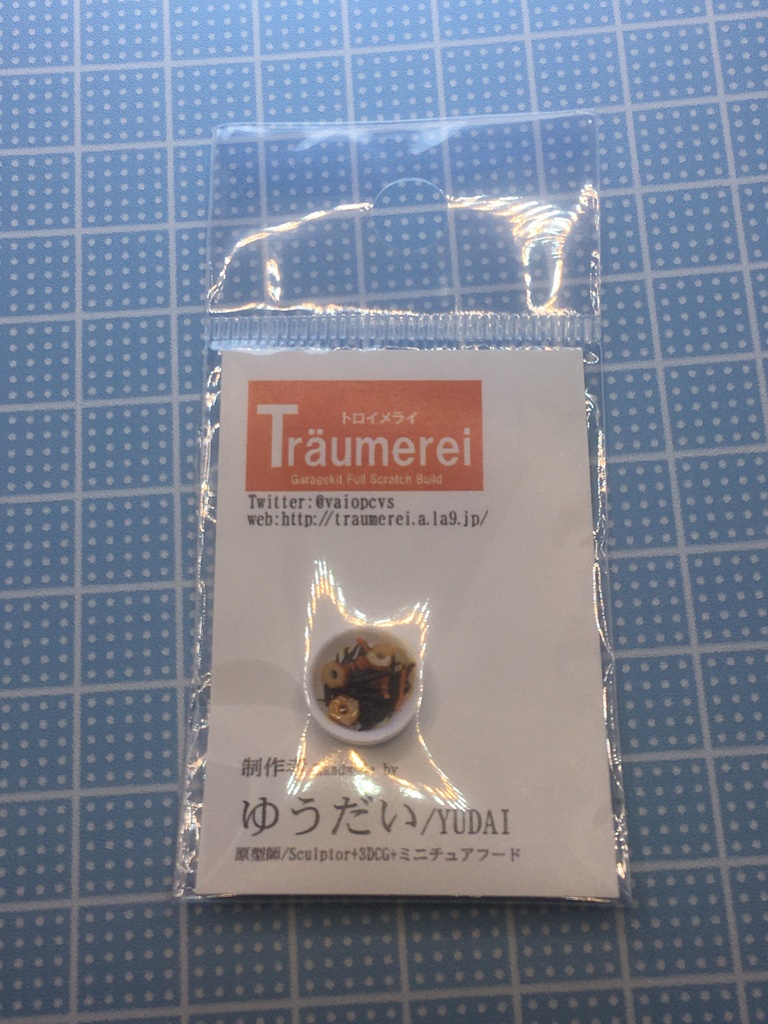 トロイメライ
Träumerei
Garagekit Full Scratch Build
Twitter:@vaiopcvs
web:http://traumerei.a.la9.jp/
制作者 by
ゆうだい/YUDAI
原型師/Sculptor+3DCG+ミニチュアフード